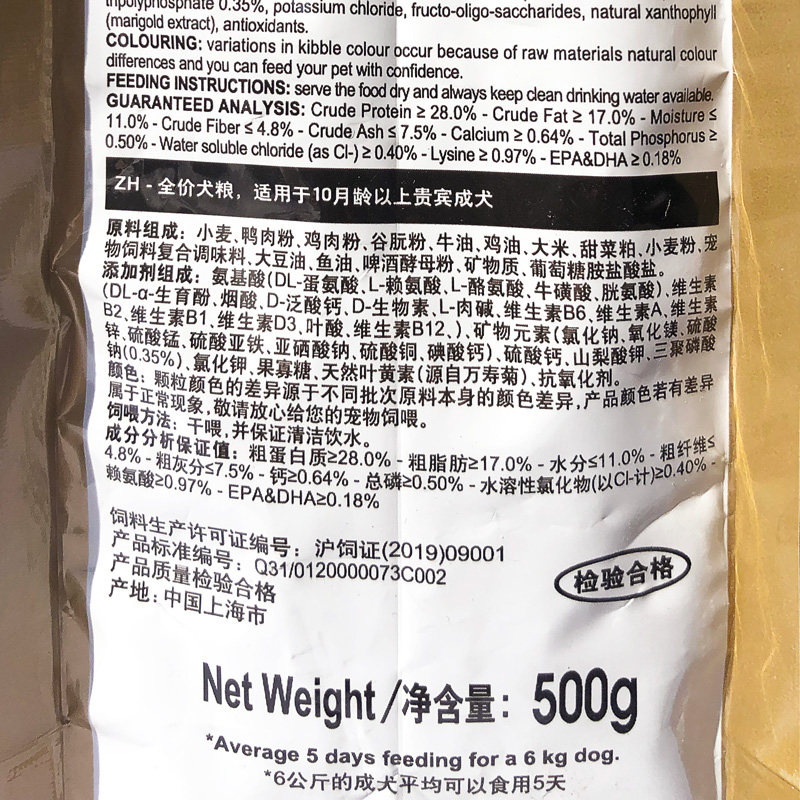 tripolyphosphate 0.35%, potassium chloride, fructo-oligo-saccharides, natural xanthophyll
(marigold extract), antioxidants.
COLOURING: variations in kibble colour occur because of raw materials natural colour
differences and you can feed your pet with confidence.
FEEDING INSTRUCTIONS: serve the food dry and always keep clean drinking water available.
GUARANTEED ANALYSIS: Crude Protein ≥ 28.0% - Crude Fat ≥ 17.0% - Moisture ≤
11.0% - Crude Fiber ≤ 4.8% - Crude Ash ≤ 7.5% - Calcium ≥ 0.64% - Total Phosphorus ≥
0.50% - Water soluble chloride (as Cl-) ≥ 0.40% - Lysine ≥ 0.97% - EPA&DHA ≥ 0.18%
ZH - 全价犬粮，适用于10月龄以上贵宾成犬
原料组成：小麦、鸭肉粉、鸡肉粉、谷朊粉、牛油、鸡油、大米、甜菜粕、小麦粉、宠
物饲料复合调味料、大豆油、鱼油、啤酒酵母粉、矿物质、葡萄糖胺盐酸盐。
添加剂组成：氨基酸(DL-蛋氨酸、L-赖氨酸、L-酪氨酸、牛磺酸、胱氨酸)、维生素
(DL-α-生育酚、烟酸、D-泛酸钙、D-生物素、L-肉碱、维生素B6、维生素A、维生素
B2、维生素B1、维生素D3、叶酸、维生素B12、)、矿物元素(氯化钠、氧化镁、硫酸
锌、硫酸锰、硫酸亚铁、亚硒酸钠、硫酸铜、碘酸钙)、硫酸钙、山梨酸钾、三聚磷酸
钠(0.35%)、氯化钾、果寡糖、天然叶黄素(源自万寿菊)、抗氧化剂。
颜色：颗粒颜色的差异源于不同批次原料本身的颜色差异,产品颜色若有差异
属于正常现象,敬请放心给您的宠物饲喂。
饲喂方法：干喂,并保证清洁饮水。
成分分析保证值：粗蛋白质≥28.0% - 粗脂肪≥17.0% - 水分≤11.0% - 粗纤维≤
4.8% - 粗灰分≤7.5% - 钙≥0.64% - 总磷≥0.50% - 水溶性氯化物(以Cl-计)≥0.40% -
赖氨酸≥0.97% - EPA&DHA≥0.18%
饲料生产许可证编号：沪饲证(2019)09001
产品标准编号：Q31/0120000073C002
产品质量检验合格
检验合格
产地:中国上海市
Net Weight/净含量：500g
*Average 5 days feeding for a 6 kg dog.
*6公斤的成犬平均可以食用5天